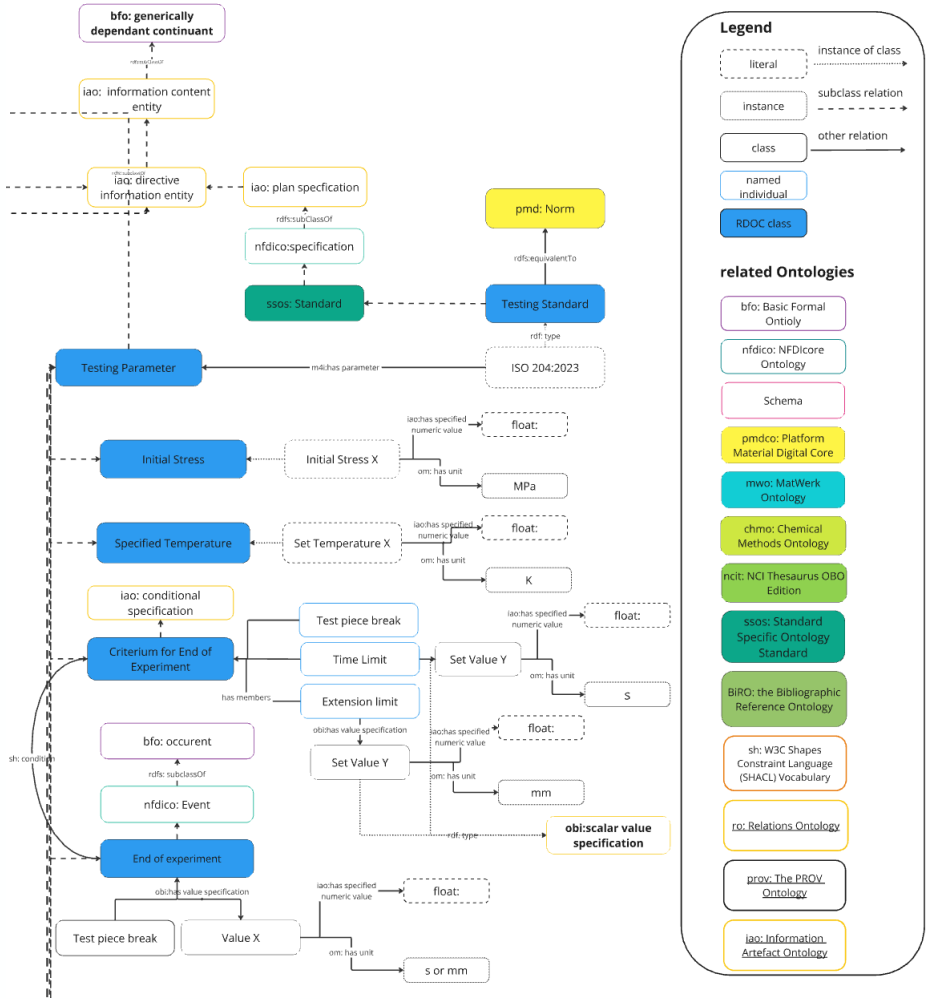 bfo: generically
dependant continuant
rdfs:subClassOf
iao: information content
entity
rdfs:subClassOf
iao: directive
information entity
iao: plan specfication
rdfs:subClassOf
nfdico:specification
pmd: Norm
rdfs:equivalentTo
ssos: Standard
Testing Standard
rdf: type
Testing Parameter
m4i:has parameter
ISO 204:2023
Initial Stress
Initial Stress X
iao:has specified
numeric value
float:
om: has unit
MPa
Specified Temperature
Set Temperature X
iao:has specified
numeric value
float:
om: has unit
K
iao: conditional
specification
Criterium for End of
Experiment
Test piece break
Time Limit
Extension limit
has members
Set Value Y
iao:has specified
numeric value
float:
om: has unit
s
obi:has value specification
Set Value Y
iao:has specified
numeric value
float:
om: has unit
mm
rdf: type
obi:scalar value
specification
sh: condition
bfo: occurent
rdfs: subclassOf
nfdico: Event
End of experiment
obi:has value specification
Test piece break
Value X
iao:has specified
numeric value
float:
om: has unit
s or mm
Legend
literal
instance of class
instance
subclass relation
class
other relation
named
individual
RDOC class
related Ontologies
bfo: Basic Formal
Ontioly
nfdico: NFDIcore
Ontology
Schema
pmdco: Platform
Material Digital Core
mwo: MatWerk
Ontology
chmo: Chemical
Methods Ontology
ncit: NCI Thesaurus OBO
Edition
ssos: Standard
Specific Ontology
Standard
BiRO: the Bibliographic
Reference Ontology
sh: W3C Shapes
Constraint Language
(SHACL) Vocabulary
ro: Relations Ontology
prov: The PROV
Ontology
iao: Information
Artefact Ontology